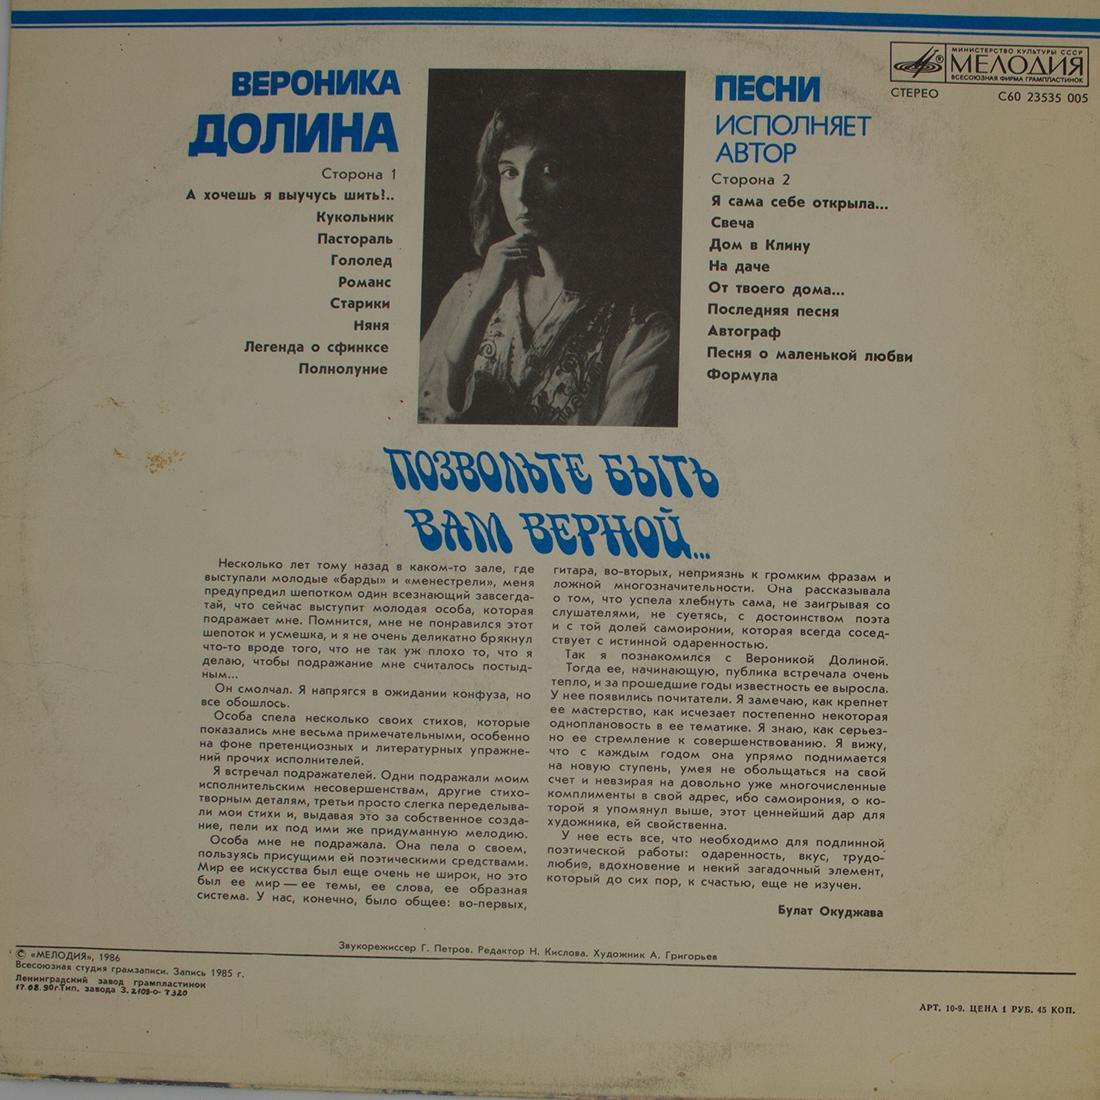 ВЕРОНИКА
ДОЛИНА
Сторона 1
А хочешь я выучусь шить!..
Кукольник
Пастораль
Гололед
Романс
Старики
Няня
Легенда о сфинксе
Полнолуние
МИНИСТЕРСТВО КУЛЬТУРЫ СССР
МЕЛОДИЯ
ВСЕСОЮЗНАЯ ФИРМА ГРАМПЛАСТИНОК
СТЕРЕО
С60 23535 005
ПЕСНИ
ИСПОЛНЯЕТ
АВТОР
Сторона 2
Я сама себе открыла...
Свеча
Дом в Клину
На даче
От твоего дома...
Последняя песня
Автограф
Песня о маленькой любви
Формула
ПОЗВОЛЬТЕ БЫТЬ
ВАМ ВЕРНОЙ...
Несколько лет тому назад в каком-то зале, где
выступали молодые «барды» и «менестрели», меня
предупредил шепотком один всезнающий завсегда-
тай, что сейчас выступит молодая особа, которая
подражает мне. Помнится, мне не понравился этот
шепоток и усмешка, и я не очень деликатно брякнул
что-то вроде того, что не так уж плохо то, что я
делаю, чтобы подражание мне считалось постыд-
ным...
Он смолчал. Я напрягся в ожидании конфуза, но
все обошлось.
Особа спела несколько своих стихов, которые
показались мне весьма примечательными, особенно
на фоне претенциозных и литературных упражне-
ний прочих исполнителей.
Я встречал подражателей. Одни подражали моим
исполнительским несовершенствам, другие стихо-
творным деталям, третьи просто слегка переделыва-
ли мои стихи и, выдавая это за собственное созда-
ние, пели их под ими же придуманную мелодию.
Особа мне не подражала. Она пела о своем,
пользуясь присущими ей поэтическими средствами.
Мир ее искусства был еще очень не широк, но это
был ее мир — ее темы, ее слова, ее образная
система. У нас, конечно, было общее: во-первых,
гитара, во-вторых, неприязнь к громким фразам и
ложной многозначительности. Она рассказывала
о том, что успела хлебнуть сама, не заигрывая со
слушателями, не суетясь, с достоинством поэта
и с той долей самоиронии, которая всегда сосед-
ствует с истинной одаренностью.
Так я познакомился с Вероникой Долиной.
Тогда ее, начинающую, публика встречала очень
тепло, и за прошедшие годы известность ее выросла.
У нее появились почитатели. Я замечаю, как крепнет
ее мастерство, как исчезает постепенно некоторая
одноплановость в ее тематике. Я знаю, как серьез-
но ее стремление к совершенствованию. Я вижу,
что с каждым годом она упрямо поднимается
на новую ступень, умея не обольщаться на свой
счет и невзирая на довольно уже многочисленные
комплименты в свой адрес, ибо самоирония, о ко-
торой я упомянул выше, этот ценнейший дар для
художника, ей свойственна.
У нее есть все, что необходимо для подлинной
поэтической работы: одаренность, вкус, трудо-
любие, вдохновение и некий загадочный элемент,
который до сих пор, к счастью, еще не изучен.
Булат Окуджава
Звукорежиссер Г. Петров. Редактор Н. Кислова. Художник А. Григорьев
© «МЕЛОДИЯ», 1986
Всесоюзная студия грамзаписи. Запись 1985 г.
Ленинградский завод грампластинок
17.08.90г. Тип. завода З. 2109-0- 7320
АРТ. 10-9. ЦЕНА 1 РУБ. 45 КОП.